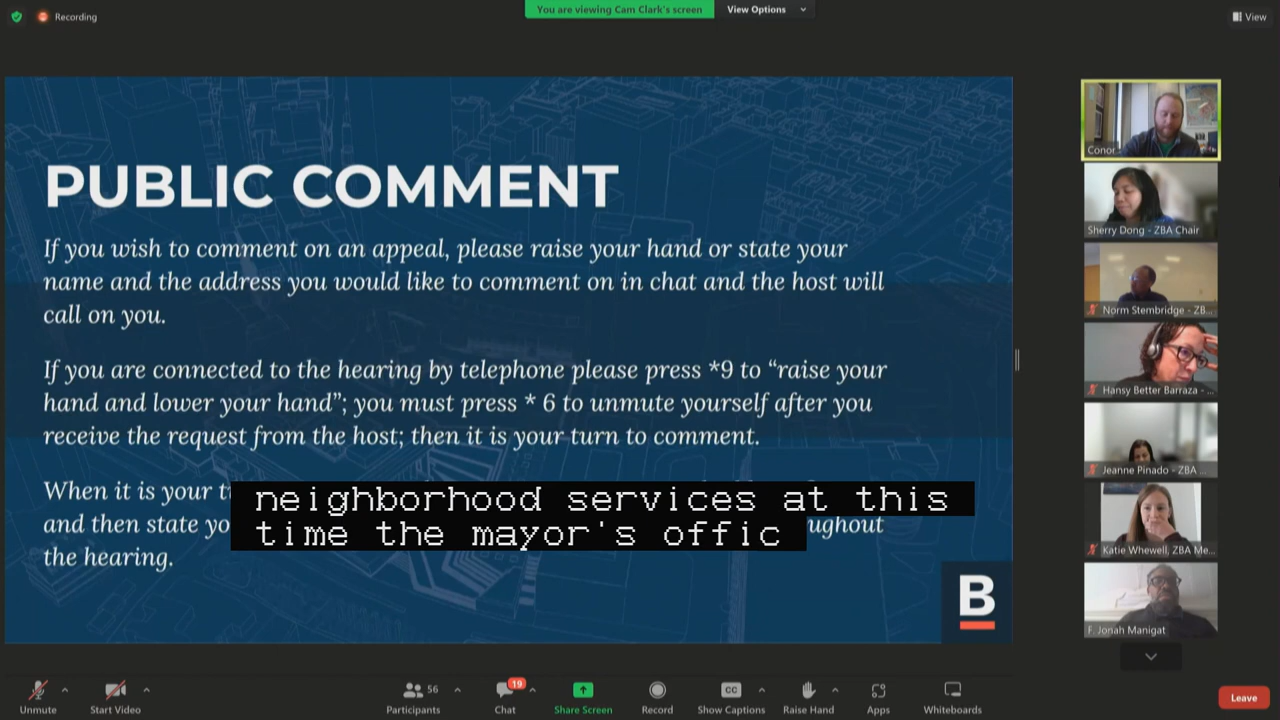 Recording
You are viewing Cam Clark's screen
View Options
View
PUBLIC COMMENT
If you wish to comment on an appeal, please raise your hand or state your
name and the address you would like to comment on in chat and the host will
call on you.
If you are connected to the hearing by telephone please press *9 to “raise your
hand and lower your hand”; you must press * 6 to unmute yourself after you
receive the request from the host; then it is your turn to comment.
When it is your
and then state
the hearing.
neighborhood services at this
time the mayor's offic
B
Conor
Sherry Dong - ZBA Chair
Norm Stembridge - ZB...
Hansy Better Barraza - ...
Jeanne Pinado - ZBA ...
Katie Whewell, ZBA Me...
F. Jonah Manigat
Unmute
Start Video
56
Participants
19
Chat
Share Screen
Record
CC
Show Captions
Raise Hand
Apps
Whiteboards
Leave